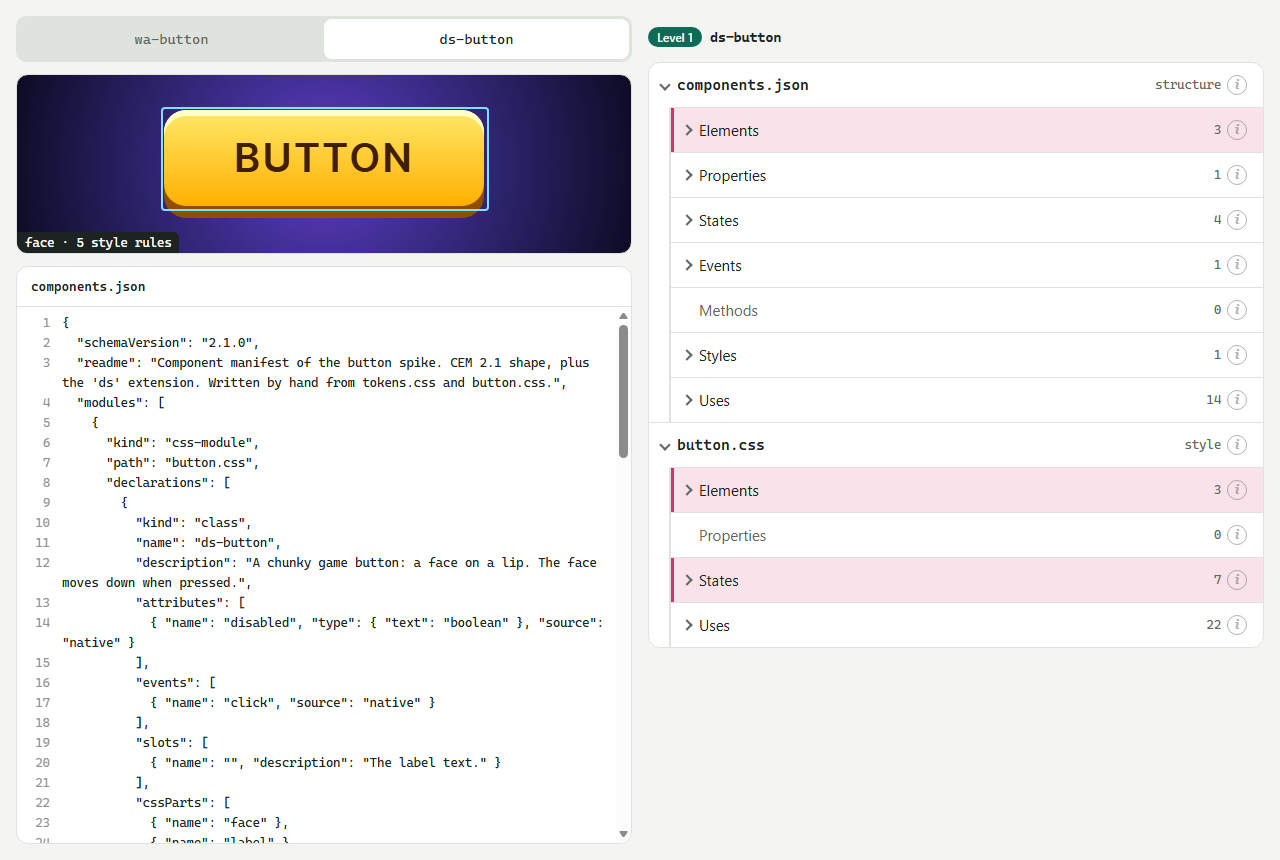 wa-button
ds-button
BUTTON
face · 5 style rules
components.json
1 {
2 "schemaVersion": "2.1.0",
3 "readme": "Component manifest of the button spike. CEM 2.1 shape, plus
the 'ds' extension. Written by hand from tokens.css and button.css.",
4 "modules": [
5 {
6 "kind": "css-module",
7 "path": "button.css",
8 "declarations": [
9 {
10 "kind": "class",
11 "name": "ds-button",
12 "description": "A chunky game button: a face on a lip. The face
moves down when pressed.",
13 "attributes": [
14 { "name": "disabled", "type": { "text": "boolean" }, "source":
"native" }
15 ],
16 "events": [
17 { "name": "click", "source": "native" }
18 ],
19 "slots": [
20 { "name": "", "description": "The label text." }
21 ],
22 "cssParts": [
23 { "name": "face" },
24 { "name": "label" }
Level 1 ds-button
components.json structure i
Elements 3 i
Properties 1 i
States 4 i
Events 1 i
Methods 0 i
Styles 1 i
Uses 14 i
button.css style i
Elements 3 i
Properties 0 i
States 7 i
Uses 22 i